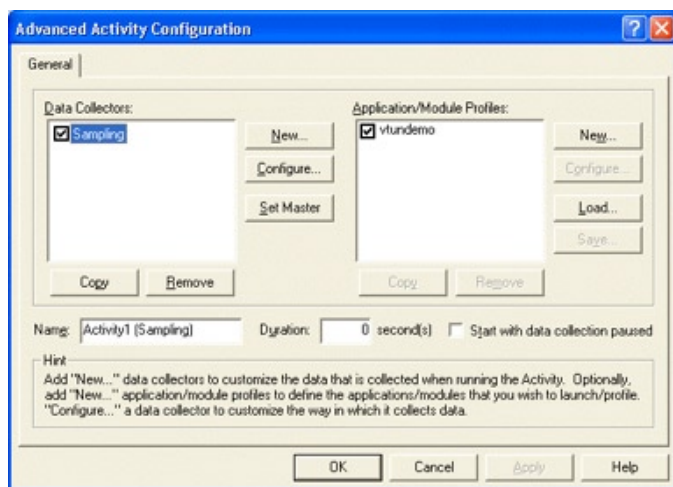 Advanced Activity Configuration
General
Data Collectors:
Sampling
New...
Configure...
Set Master
Copy
Remove
Application/Module Profiles:
vtundemo
New...
Configure...
Load...
Save...
Copy
Remove
Name: Activity1 (Sampling)
Duration: 0 second(s)
Start with data collection paused
Hint
Add "New..." data collectors to customize the data that is collected when running the Activity. Optionally,
add "New..." application/module profiles to define the applications/modules that you wish to launch/profile.
"Configure..." a data collector to customize the way in which it collects data.
OK
Cancel
Apply
Help